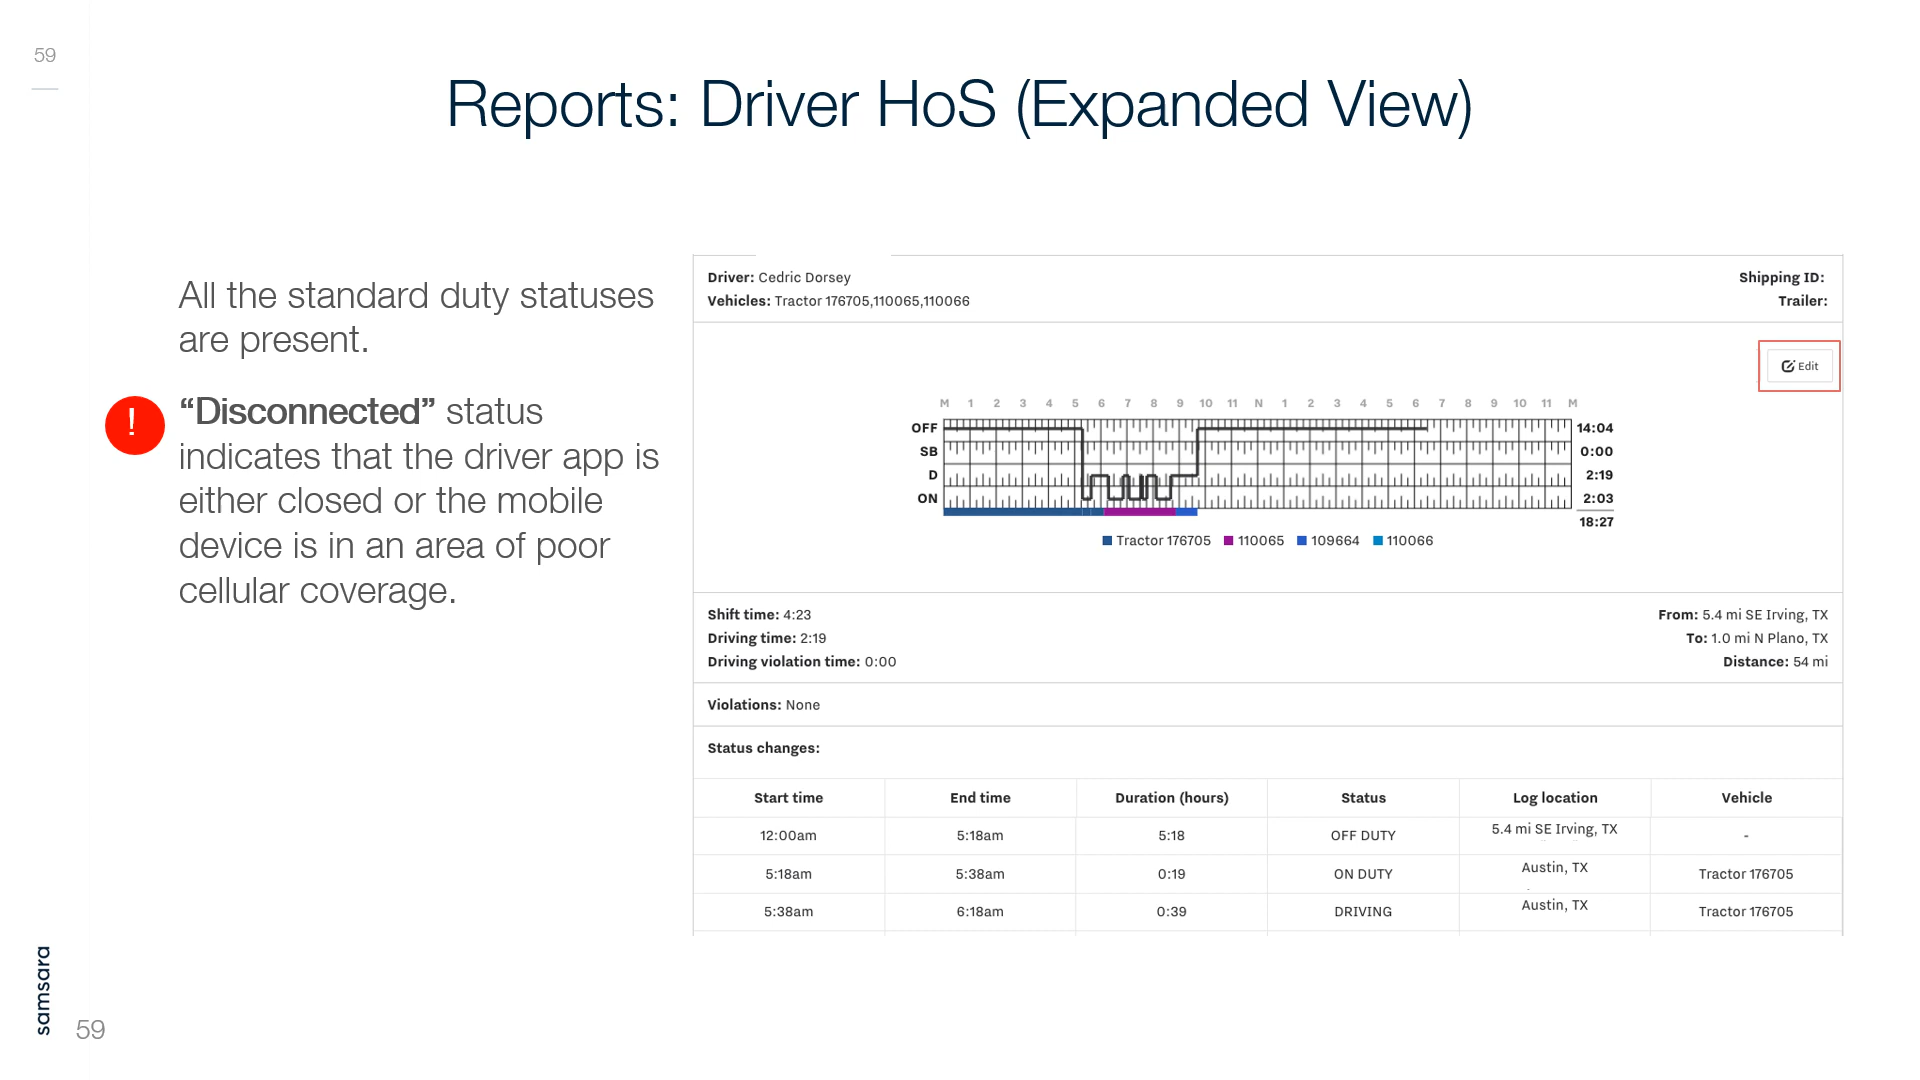 59
Reports: Driver HoS (Expanded View)
All the standard duty statuses
are present.
!
“Disconnected” status
indicates that the driver app is
either closed or the mobile
device is in an area of poor
cellular coverage.
Driver: Cedric Dorsey
Shipping ID:
Vehicles: Tractor 176705,110065,110066
Trailer:
Edit
M 1 2 3 4 5 6 7 8 9 10 11 N 1 2 3 4 5 6 7 8 9 10 11 M
OFF 14:04
SB 0:00
D 2:19
ON 2:03
18:27
Tractor 176705 110065 109664 110066
Shift time: 4:23
From: 5.4 mi SE Irving, TX
Driving time: 2:19
To: 1.0 mi N Plano, TX
Driving violation time: 0:00
Distance: 54 mi
Violations: None
Status changes:
Start time End time Duration (hours) Status Log location Vehicle
12:00am 5:18am 5:18 OFF DUTY 5.4 mi SE Irving, TX -
5:18am 5:38am 0:19 ON DUTY Austin, TX Tractor 176705
5:38am 6:18am 0:39 DRIVING Austin, TX Tractor 176705
samsara
59